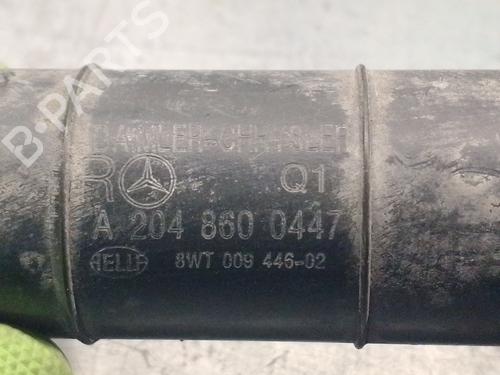 B-PARTS
DAIMLER-CHRYSLER
R Q1
A 204 860 0447
HELLA 8WT 009 446-02